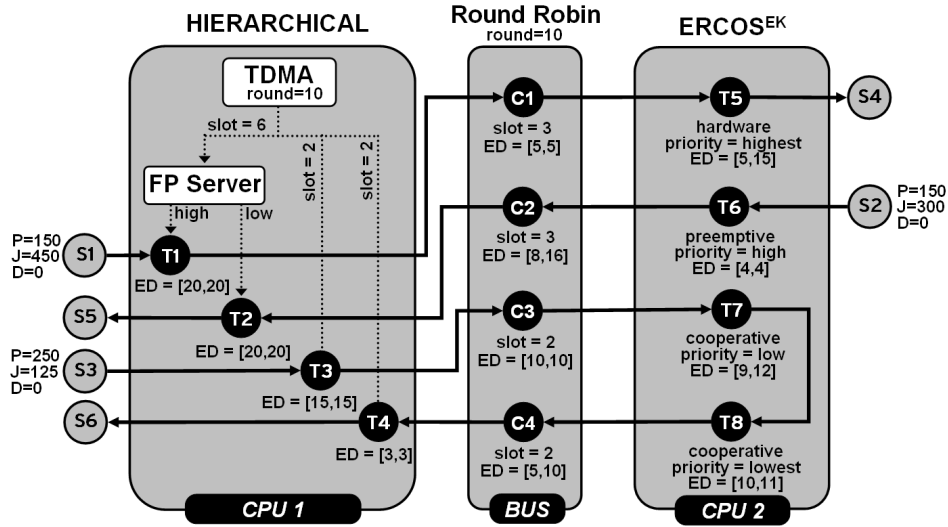 HIERARCHICAL
Round Robin
round=10
ERCOS^EK
TDMA
round=10
slot = 6
slot = 2
slot = 2
FP Server
high
low
P=150
J=450
D=0
S1
T1
ED = [20,20]
S5
T2
ED = [20,20]
P=250
J=125
D=0
S3
T3
ED = [15,15]
S6
T4
ED = [3,3]
CPU 1
C1
slot = 3
ED = [5,5]
C2
slot = 3
ED = [8,16]
C3
slot = 2
ED = [10,10]
C4
slot = 2
ED = [5,10]
BUS
T5
hardware
priority = highest
ED = [5,15]
T6
preemptive
priority = high
ED = [4,4]
T7
cooperative
priority = low
ED = [9,12]
T8
cooperative
priority = lowest
ED = [10,11]
CPU 2
S4
S2
P=150
J=300
D=0